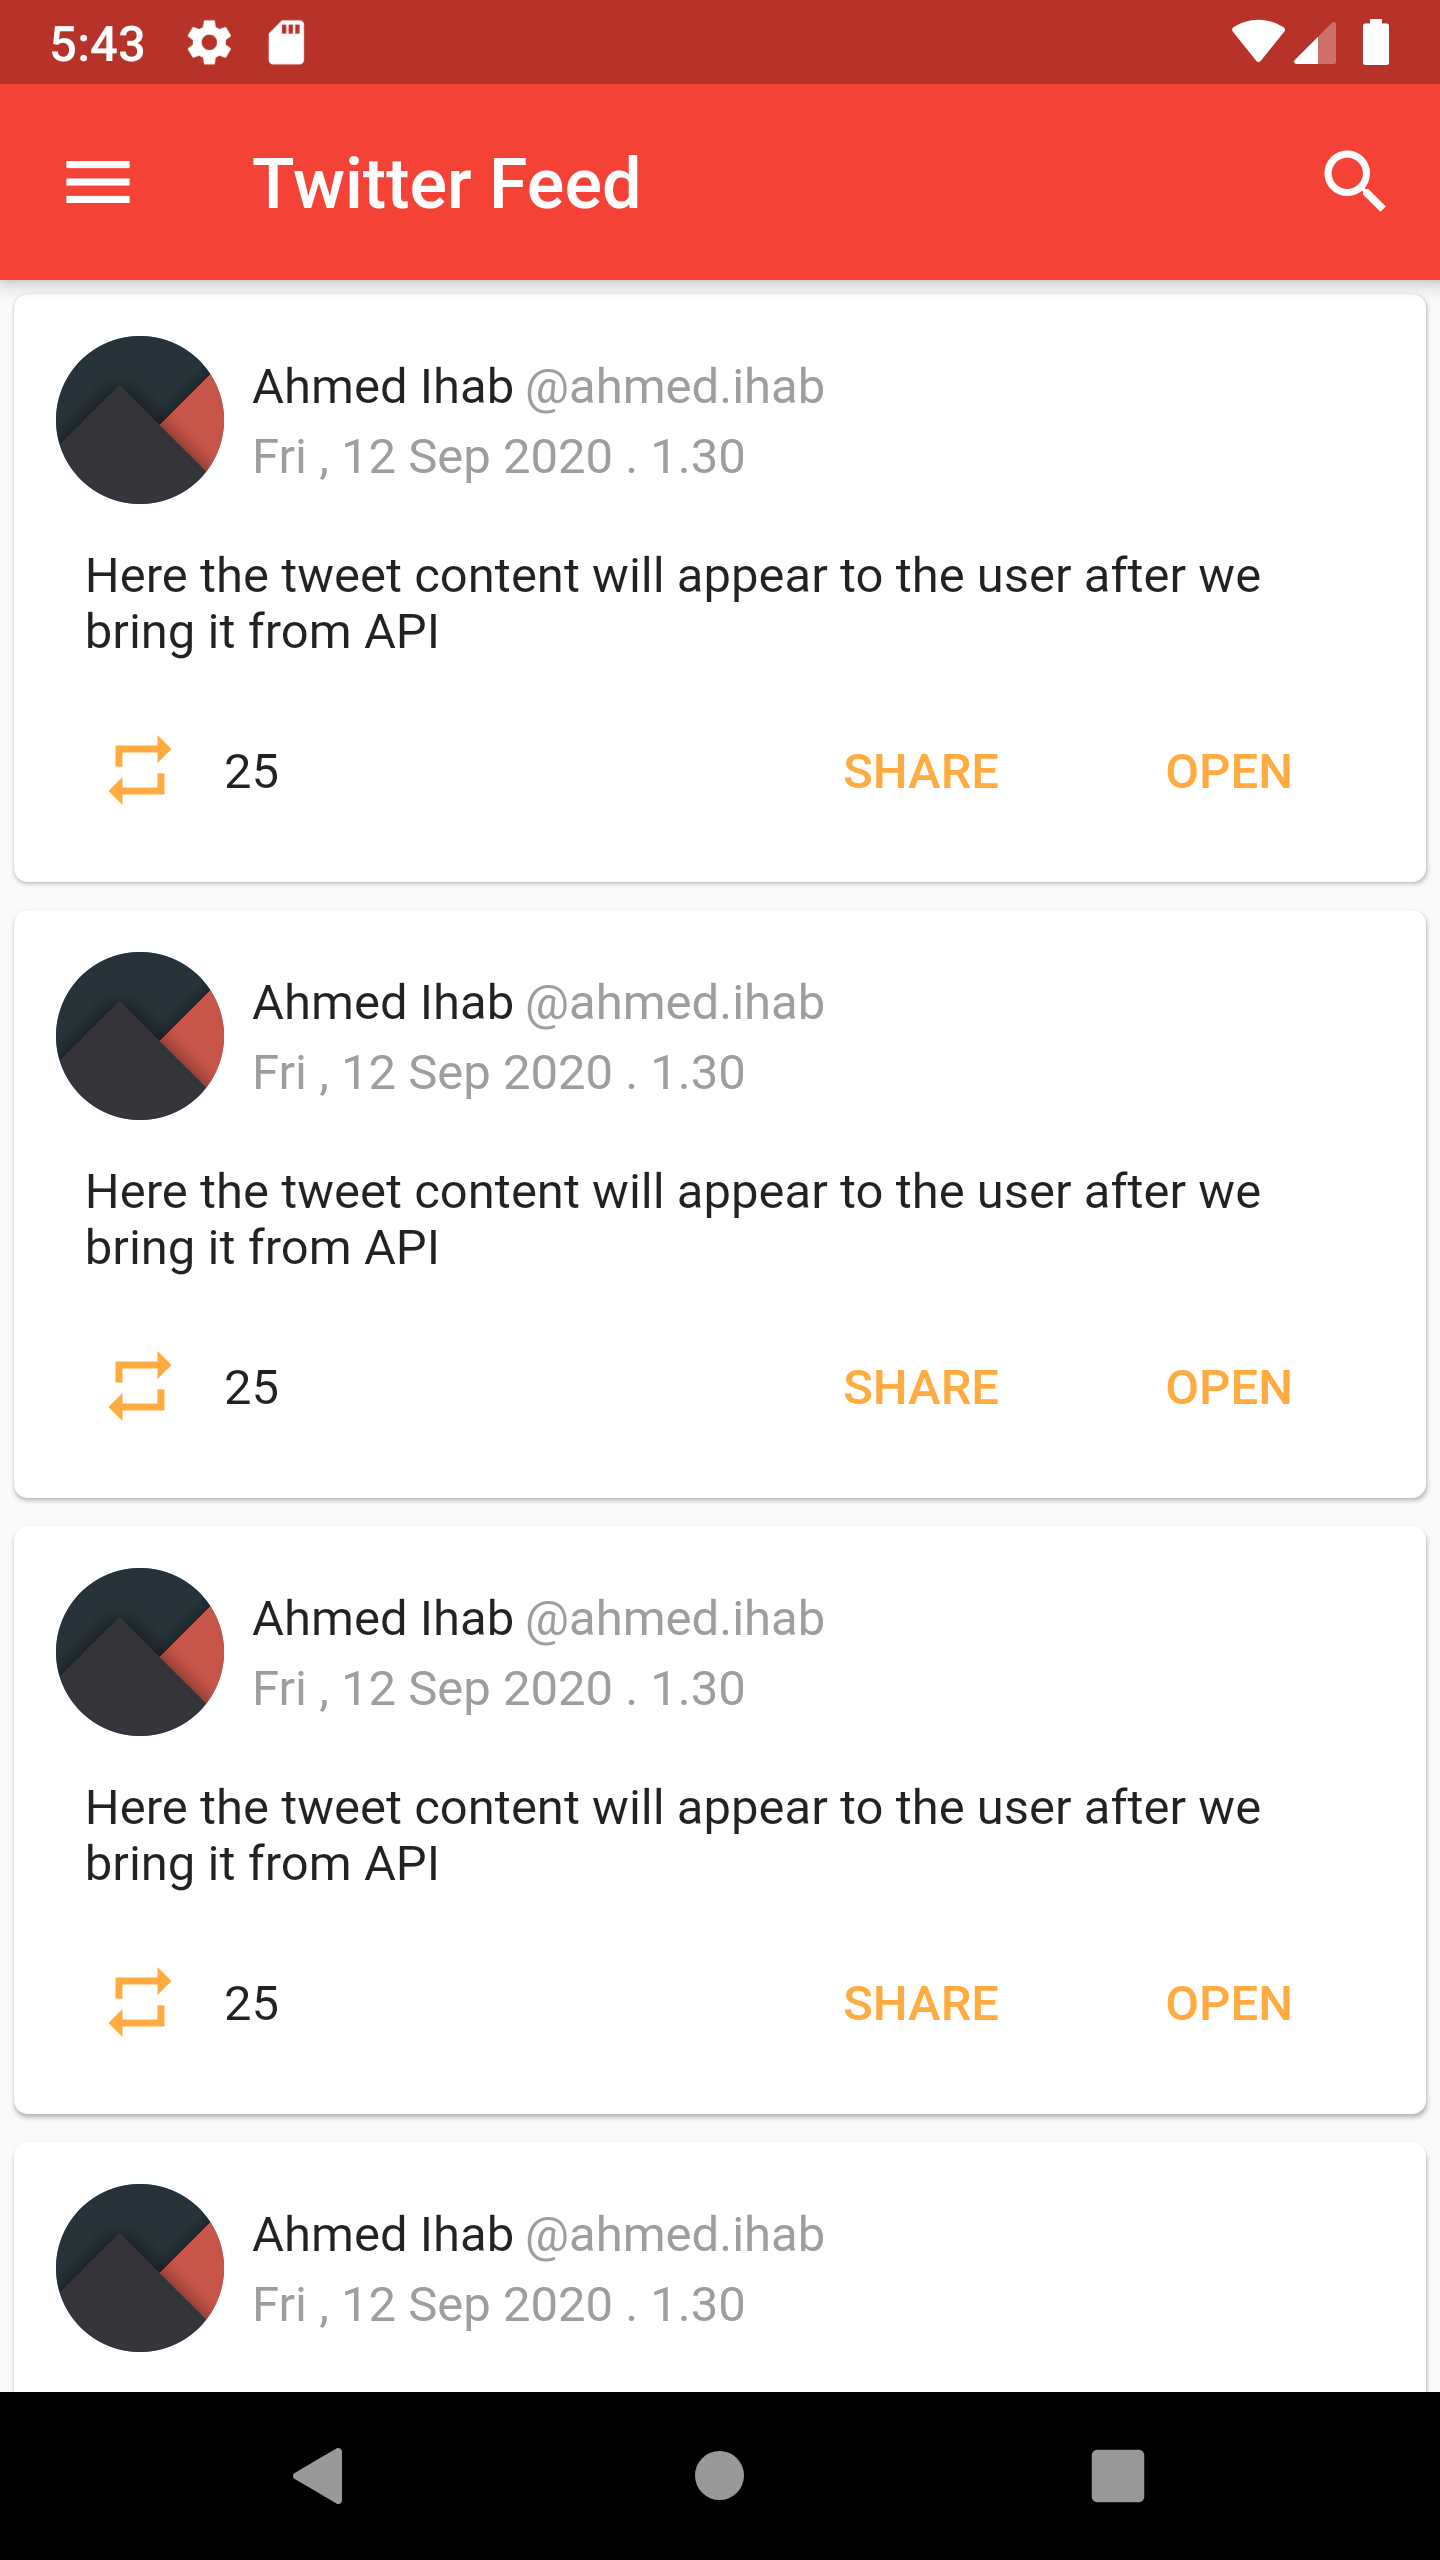 5:43
Twitter Feed
Ahmed Ihab @ahmed.ihab
Fri , 12 Sep 2020 . 1.30
Here the tweet content will appear to the user after we
bring it from API
25 SHARE OPEN
Ahmed Ihab @ahmed.ihab
Fri , 12 Sep 2020 . 1.30
Here the tweet content will appear to the user after we
bring it from API
25 SHARE OPEN
Ahmed Ihab @ahmed.ihab
Fri , 12 Sep 2020 . 1.30
Here the tweet content will appear to the user after we
bring it from API
25 SHARE OPEN
Ahmed Ihab @ahmed.ihab
Fri , 12 Sep 2020 . 1.30